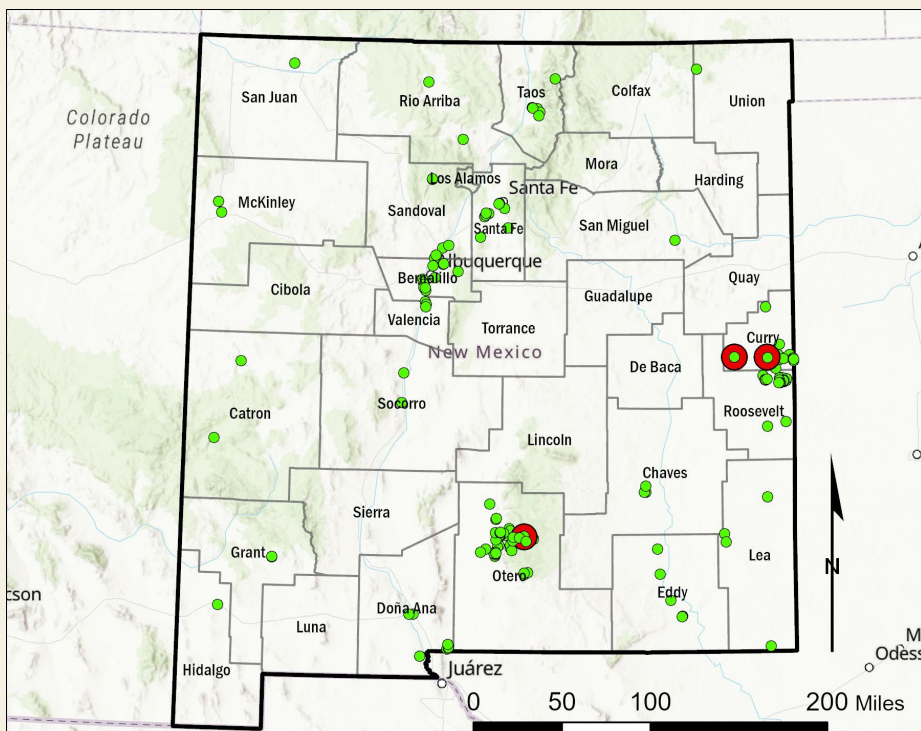 San Juan
Rio Arriba
Taos
Colfax
Union
Colorado
Plateau
Mora
Los Alamos
Harding
Santa Fe
McKinley
Sandoval
Santa Fe
San Miguel
Albuquerque
Bernalillo
Quay
Cibola
Guadalupe
Valencia
Torrance
Curry
New Mexico
De Baca
Socorro
Catron
Roosevelt
Lincoln
Chaves
Sierra
Grant
Lea
N
Otero
Eddy
cson
Doña Ana
Luna
M
Odess
Hidalgo
Juárez
0 50 100 200 Miles